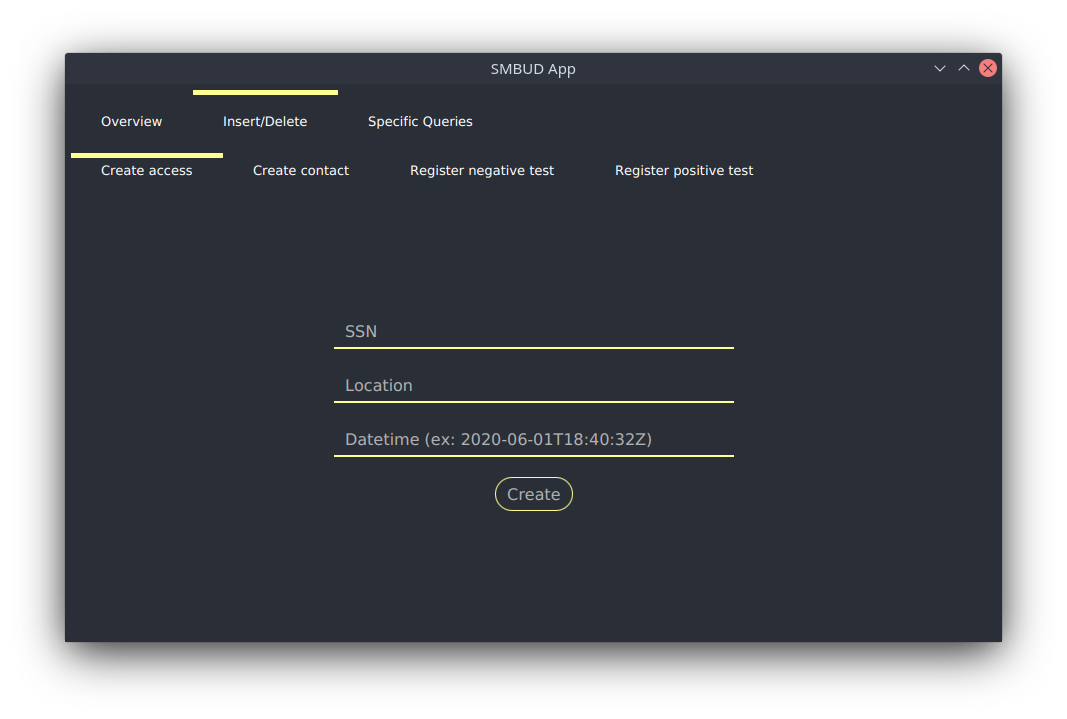 SMBUD App
Overview Insert/Delete Specific Queries
Create access Create contact Register negative test Register positive test
SSN
Location
Datetime (ex: 2020-06-01T18:40:32Z)
Create